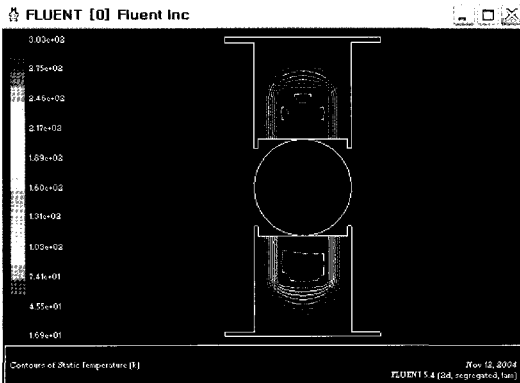 FLUENT [0] Fluent Inc
3.03e+02
2.75e+02
2.46e+02
2.17e+02
1.89e+02
1.60e+02
1.31e+02
1.03e+02
7.41e+01
4.55e+01
1.69e+01
Contours of Static Temperature (k)
Nov 12, 2004
FLUENT 5.4 (2d, segregated, lam)